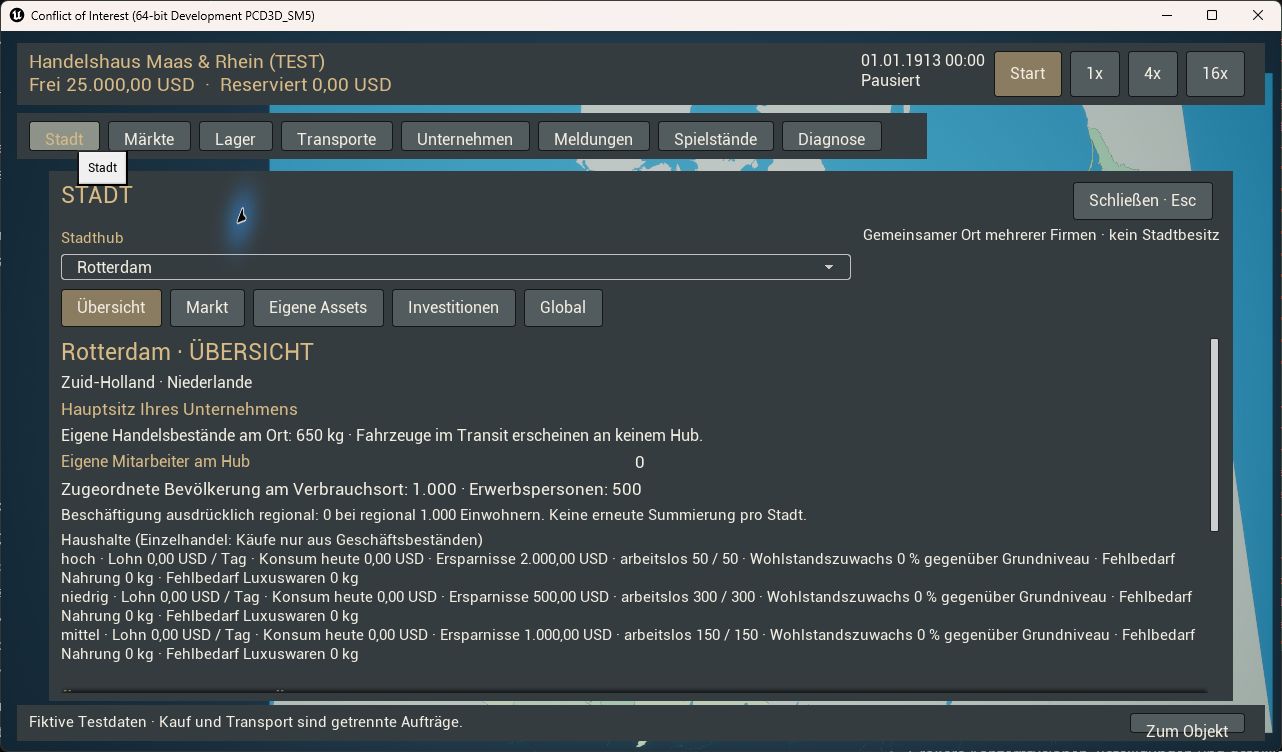 Conflict of Interest (64-bit Development PCD3D_SM5)
Handelshaus Maas & Rhein (TEST)
Frei 25.000,00 USD · Reserviert 0,00 USD
01.01.1913 00:00
Pausiert
Start
1x
4x
16x
Stadt
Märkte
Lager
Transporte
Unternehmen
Meldungen
Spielstände
Diagnose
Stadt
STADT
Schließen · Esc
Stadthub
Gemeinsamer Ort mehrerer Firmen · kein Stadtbesitz
Rotterdam
Übersicht
Markt
Eigene Assets
Investitionen
Global
Rotterdam · ÜBERSICHT
Zuid-Holland · Niederlande
Hauptsitz Ihres Unternehmens
Eigene Handelsbestände am Ort: 650 kg · Fahrzeuge im Transit erscheinen an keinem Hub.
Eigene Mitarbeiter am Hub 0
Zugeordnete Bevölkerung am Verbrauchsort: 1.000 · Erwerbspersonen: 500
Beschäftigung ausdrücklich regional: 0 bei regional 1.000 Einwohnern. Keine erneute Summierung pro Stadt.
Haushalte (Einzelhandel: Käufe nur aus Geschäftsbeständen)
hoch · Lohn 0,00 USD / Tag · Konsum heute 0,00 USD · Ersparnisse 2.000,00 USD · arbeitslos 50 / 50 · Wohlstandszuwachs 0 % gegenüber Grundniveau · Fehlbedarf
Nahrung 0 kg · Fehlbedarf Luxuswaren 0 kg
niedrig · Lohn 0,00 USD / Tag · Konsum heute 0,00 USD · Ersparnisse 500,00 USD · arbeitslos 300 / 300 · Wohlstandszuwachs 0 % gegenüber Grundniveau · Fehlbedarf
Nahrung 0 kg · Fehlbedarf Luxuswaren 0 kg
mittel · Lohn 0,00 USD / Tag · Konsum heute 0,00 USD · Ersparnisse 1.000,00 USD · arbeitslos 150 / 150 · Wohlstandszuwachs 0 % gegenüber Grundniveau · Fehlbedarf
Nahrung 0 kg · Fehlbedarf Luxuswaren 0 kg
Fiktive Testdaten · Kauf und Transport sind getrennte Aufträge.
Zum Objekt